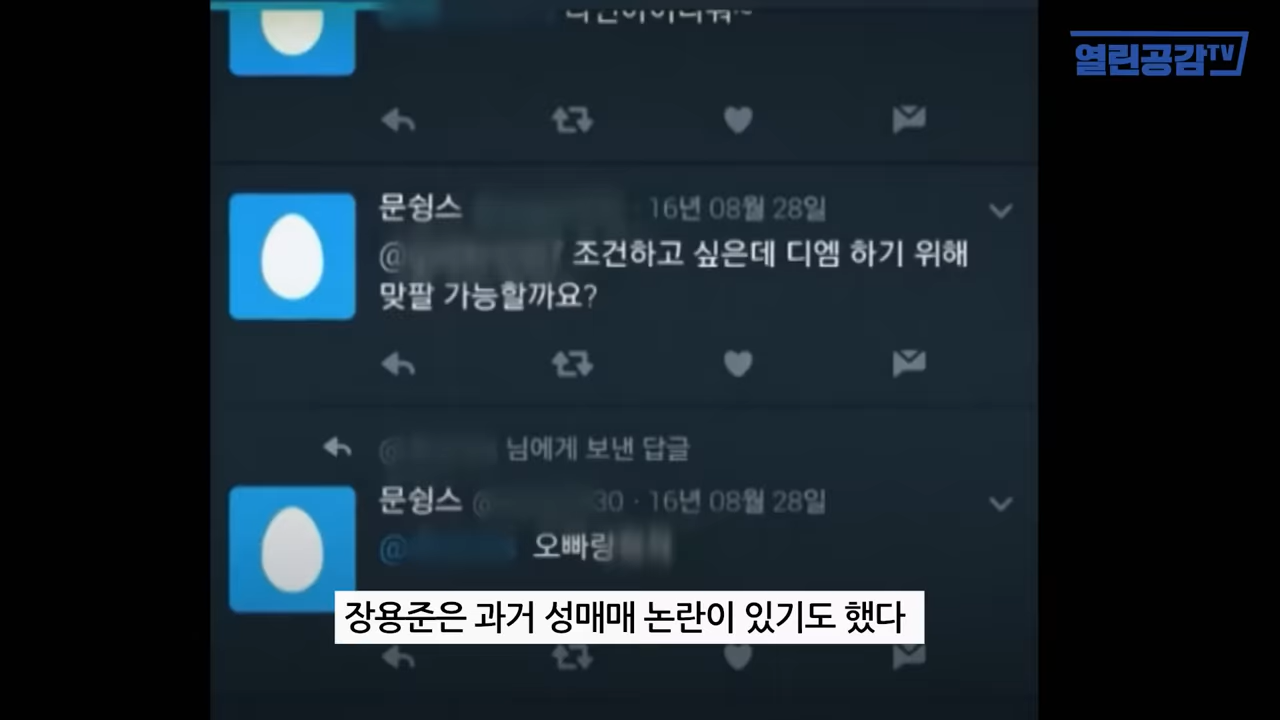 열린공감TV
문슁스 · 16년 08월 28일
@ 조건하고 싶은데 디엠 하기 위해
맞팔 가능할까요?
@ 님에게 보낸 답글
문슁스 @ 30 · 16년 08월 28일
@ 오빠랑
장용준은 과거 성매매 논란이 있기도 했다